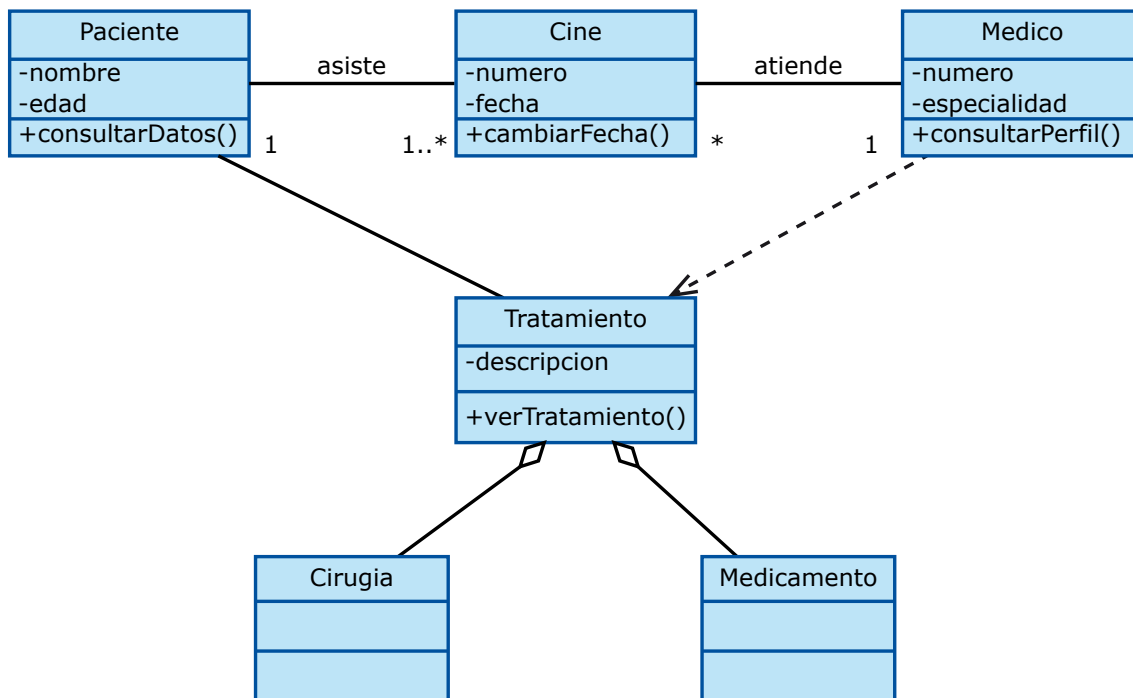 Paciente
-nombre
-edad
+consultarDatos()
asiste
1
1..*
Cine
-numero
-fecha
+cambiarFecha()
atiende
*
1
Medico
-numero
-especialidad
+consultarPerfil()
Tratamiento
-descripcion
+verTratamiento()
Cirugia
Medicamento